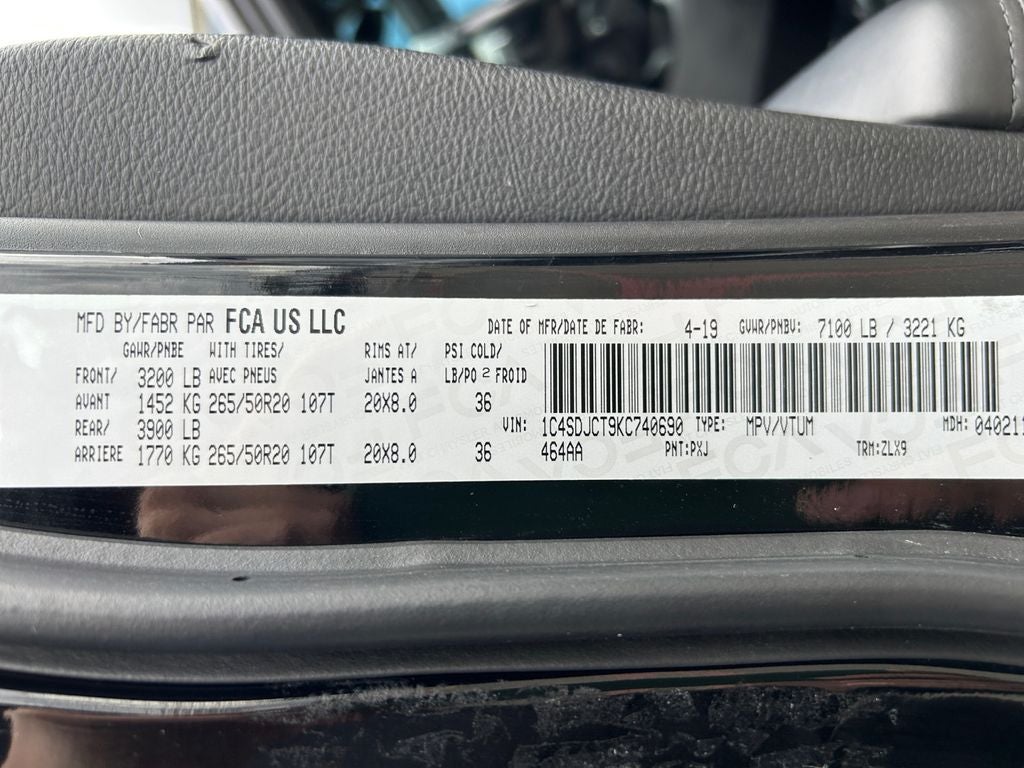 MFD BY/FABR PAR FCA US LLC DATE OF MFR/DATE DE FABR: 4-19 GVWR/PNBV: 7100 LB / 3221 KG
GAWR/PNBE WITH TIRES/ RIMS AT/ PSI COLD/
FRONT/ 3200 LB AVEC PNEUS JANTES A LB/PO 2 FROID
AVANT 1452 KG 265/50R20 107T 20X8.0 36
REAR/ 3900 LB VIN: 1C4SDJCT9KC740690 TYPE: MPV/VTUM MDH: 040211
ARRIERE 1770 KG 265/50R20 107T 20X8.0 36 464AA PNT:PXJ TRM:ZLX9